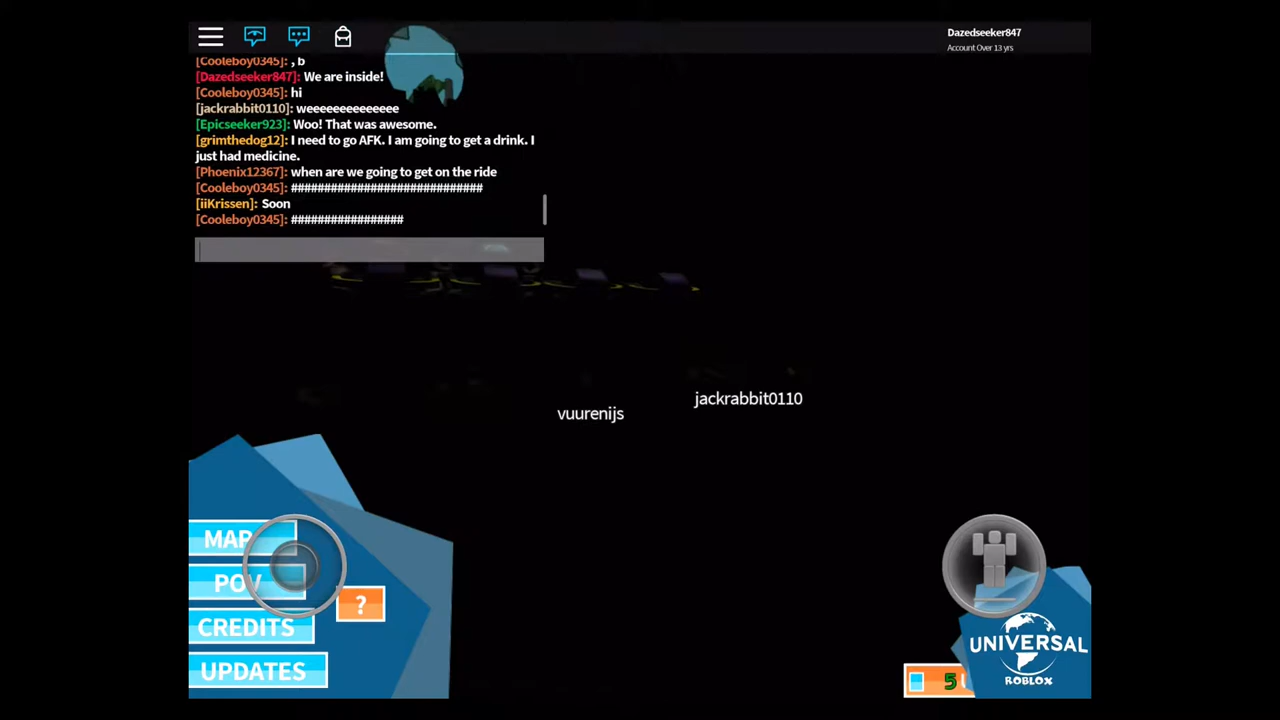 Dazedseeker847
Account Over 13 yrs
[Cooleboy0345]: , b
[Dazedseeker847]: We are inside!
[Cooleboy0345]: hi
[jackrabbit0110]: weeeeeeeeeeeeee
[Epicseeker923]: Woo! That was awesome.
[grimthedog12]: I need to go AFK. I am going to get a drink. I
just had medicine.
[Phoenix12367]: when are we going to get on the ride
[Cooleboy0345]: #############################
[iiKrissen]: Soon
[Cooleboy0345]: #################
jackrabbit0110
vuurenijs
MAP
POV
?
CREDITS
UPDATES
UNIVERSAL
ROBLOX
5